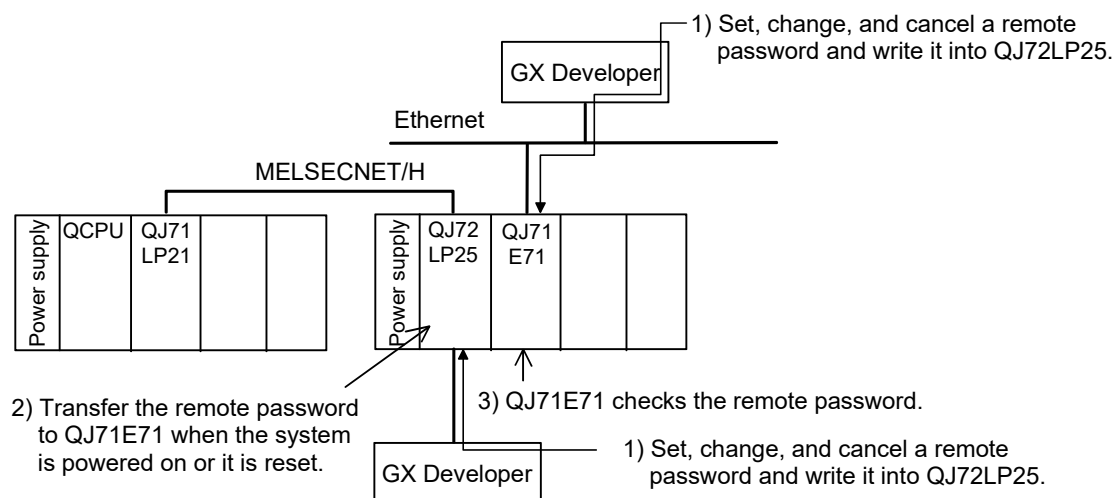 1) Set, change, and cancel a remote
password and write it into QJ72LP25.
GX Developer
Ethernet
MELSECNET/H
Power supply
QCPU
QJ71
LP21
Power supply
QJ72
LP25
QJ71
E71
2) Transfer the remote password
to QJ71E71 when the system
is powered on or it is reset.
3) QJ71E71 checks the remote password.
GX Developer
1) Set, change, and cancel a remote
password and write it into QJ72LP25.